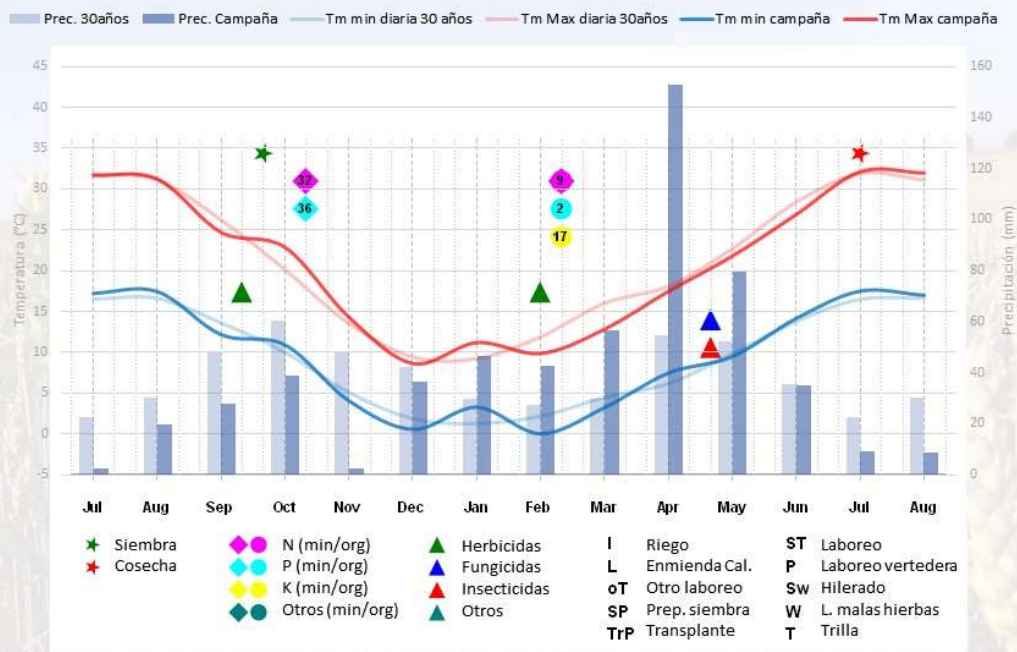 Prec. 30años Prec. Campaña Tm min diaria 30 años Tm Max diaria 30años Tm min campaña Tm Max campaña
45 160
40 140
35 120
32 9
30
36 2 100
25 17
20 80
15 60
10
40
5
0 20
-5 0
Temperatura (°C)
Precipitación (mm)
Jul Aug Sep Oct Nov Dec Jan Feb Mar Apr May Jun Jul Aug
Siembra N (min/org) Herbicidas I Riego ST Laboreo
Cosecha P (min/org) Fungicidas L Enmienda Cal. P Laboreo vertedera
K (min/org) Insecticidas oT Otro laboreo Sw Hilerado
Otros (min/org) Otros SP Prep. siembra W L. malas hierbas
TrP Transplante T Trilla